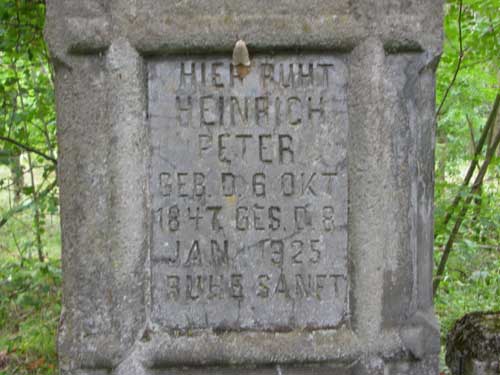 HIER RUHT
HEINRICH
PETER
GEB. D. 6 OKT
1847. GES. D. 8
JAN. 1925
RUHE SANFT